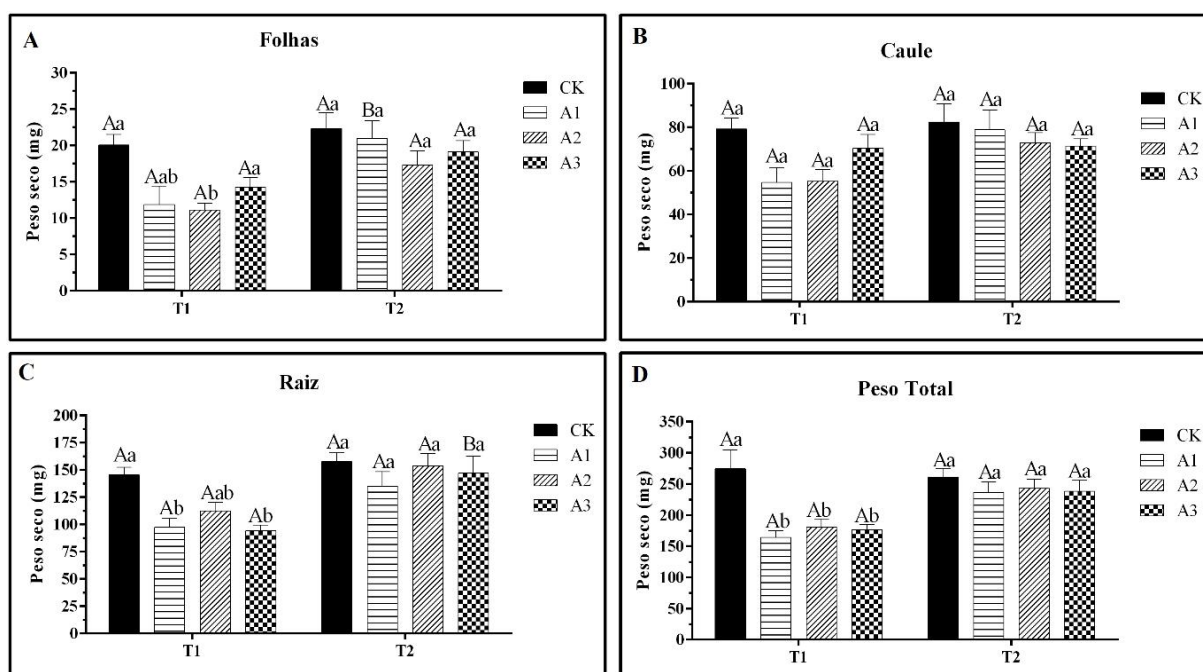 A
Folhas
Peso seco (mg)
30
25
20
15
10
5
0
Aa
Aab
Ab
Aa
Aa
Ba
Aa
Aa
T1
T2
CK
A1
A2
A3
B
Caule
Peso seco (mg)
100
80
60
40
20
0
Aa
Aa
Aa
Aa
Aa
Aa
Aa
Aa
T1
T2
CK
A1
A2
A3
C
Raiz
Peso seco (mg)
200
175
150
125
100
75
50
25
0
Aa
Ab
Aab
Ab
Aa
Aa
Aa
Ba
T1
T2
CK
A1
A2
A3
D
Peso Total
Peso seco (mg)
350
300
250
200
150
100
50
0
Aa
Ab
Ab
Ab
Aa
Aa
Aa
Aa
T1
T2
CK
A1
A2
A3